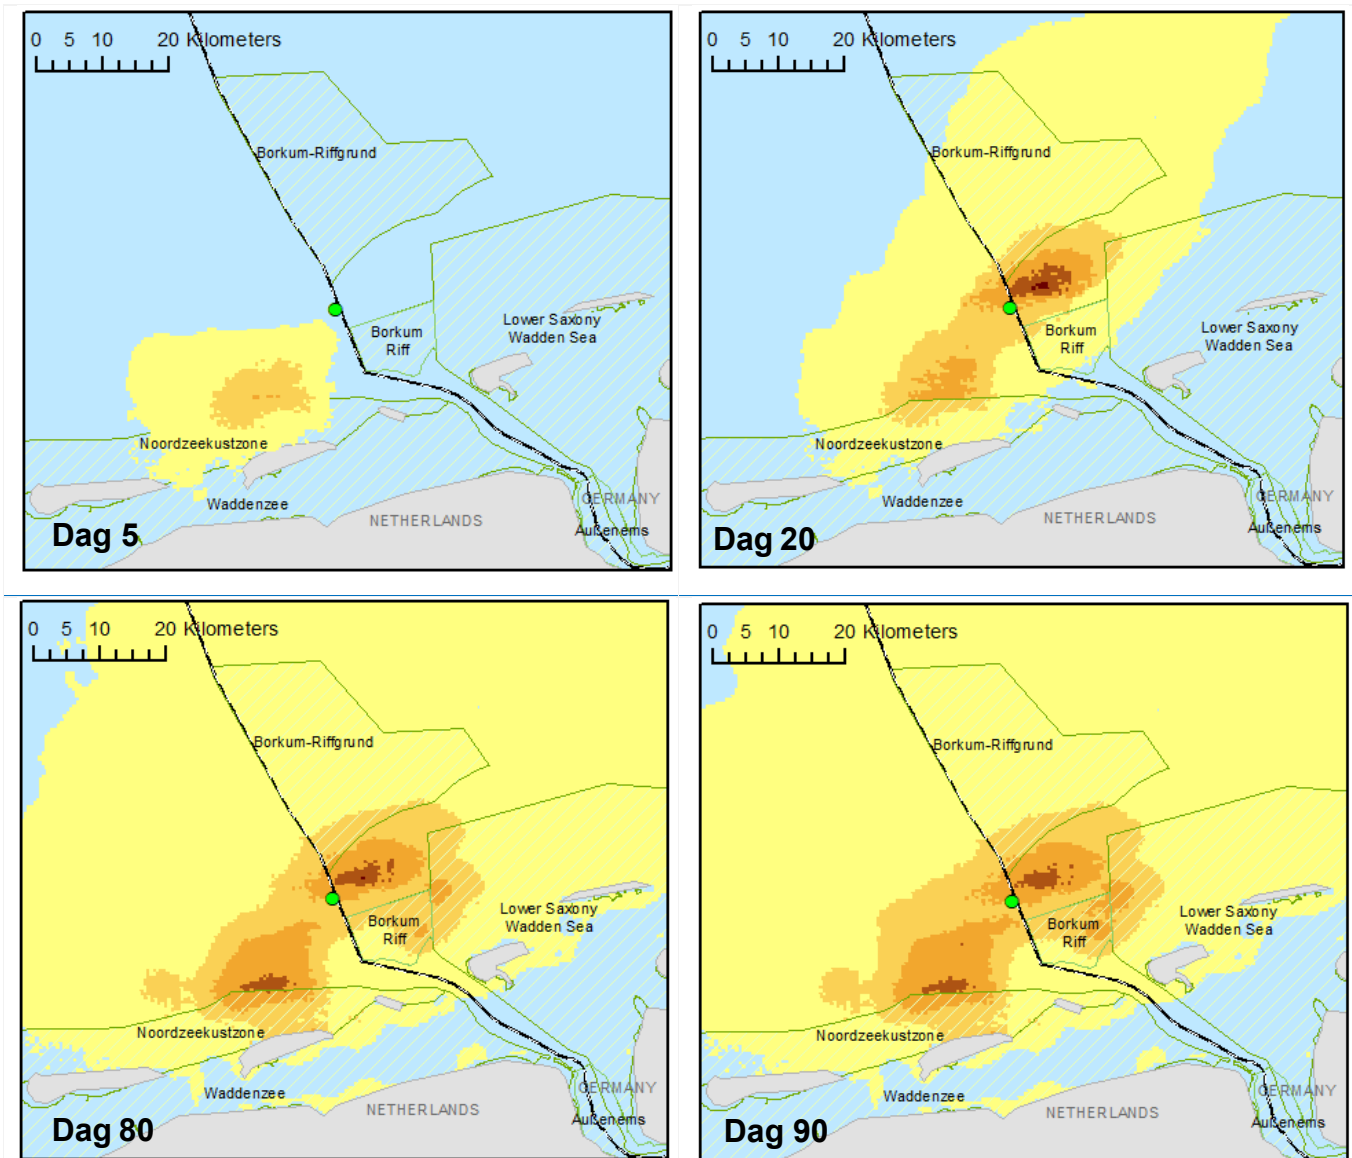 0 5 10 20 Kilometers
Borkum-Riffgrund
Borkum
Riff
Lower Saxony
Wadden Sea
Noordzeekustzone
Waddenzee
NETHERLANDS
GERMANY
Außenems
Dag 5
0 5 10 20 Kilometers
Borkum-Riffgrund
Borkum
Riff
Lower Saxony
Wadden Sea
Noordzeekustzone
Waddenzee
NETHERLANDS
GERMANY
Außenems
Dag 20
0 5 10 20 Kilometers
Borkum-Riffgrund
Borkum
Riff
Lower Saxony
Wadden Sea
Noordzeekustzone
Waddenzee
NETHERLANDS
GERMANY
Außenems
Dag 80
0 5 10 20 Kilometers
Borkum-Riffgrund
Borkum
Riff
Lower Saxony
Wadden Sea
Noordzeekustzone
Waddenzee
NETHERLANDS
GERMANY
Außenems
Dag 90